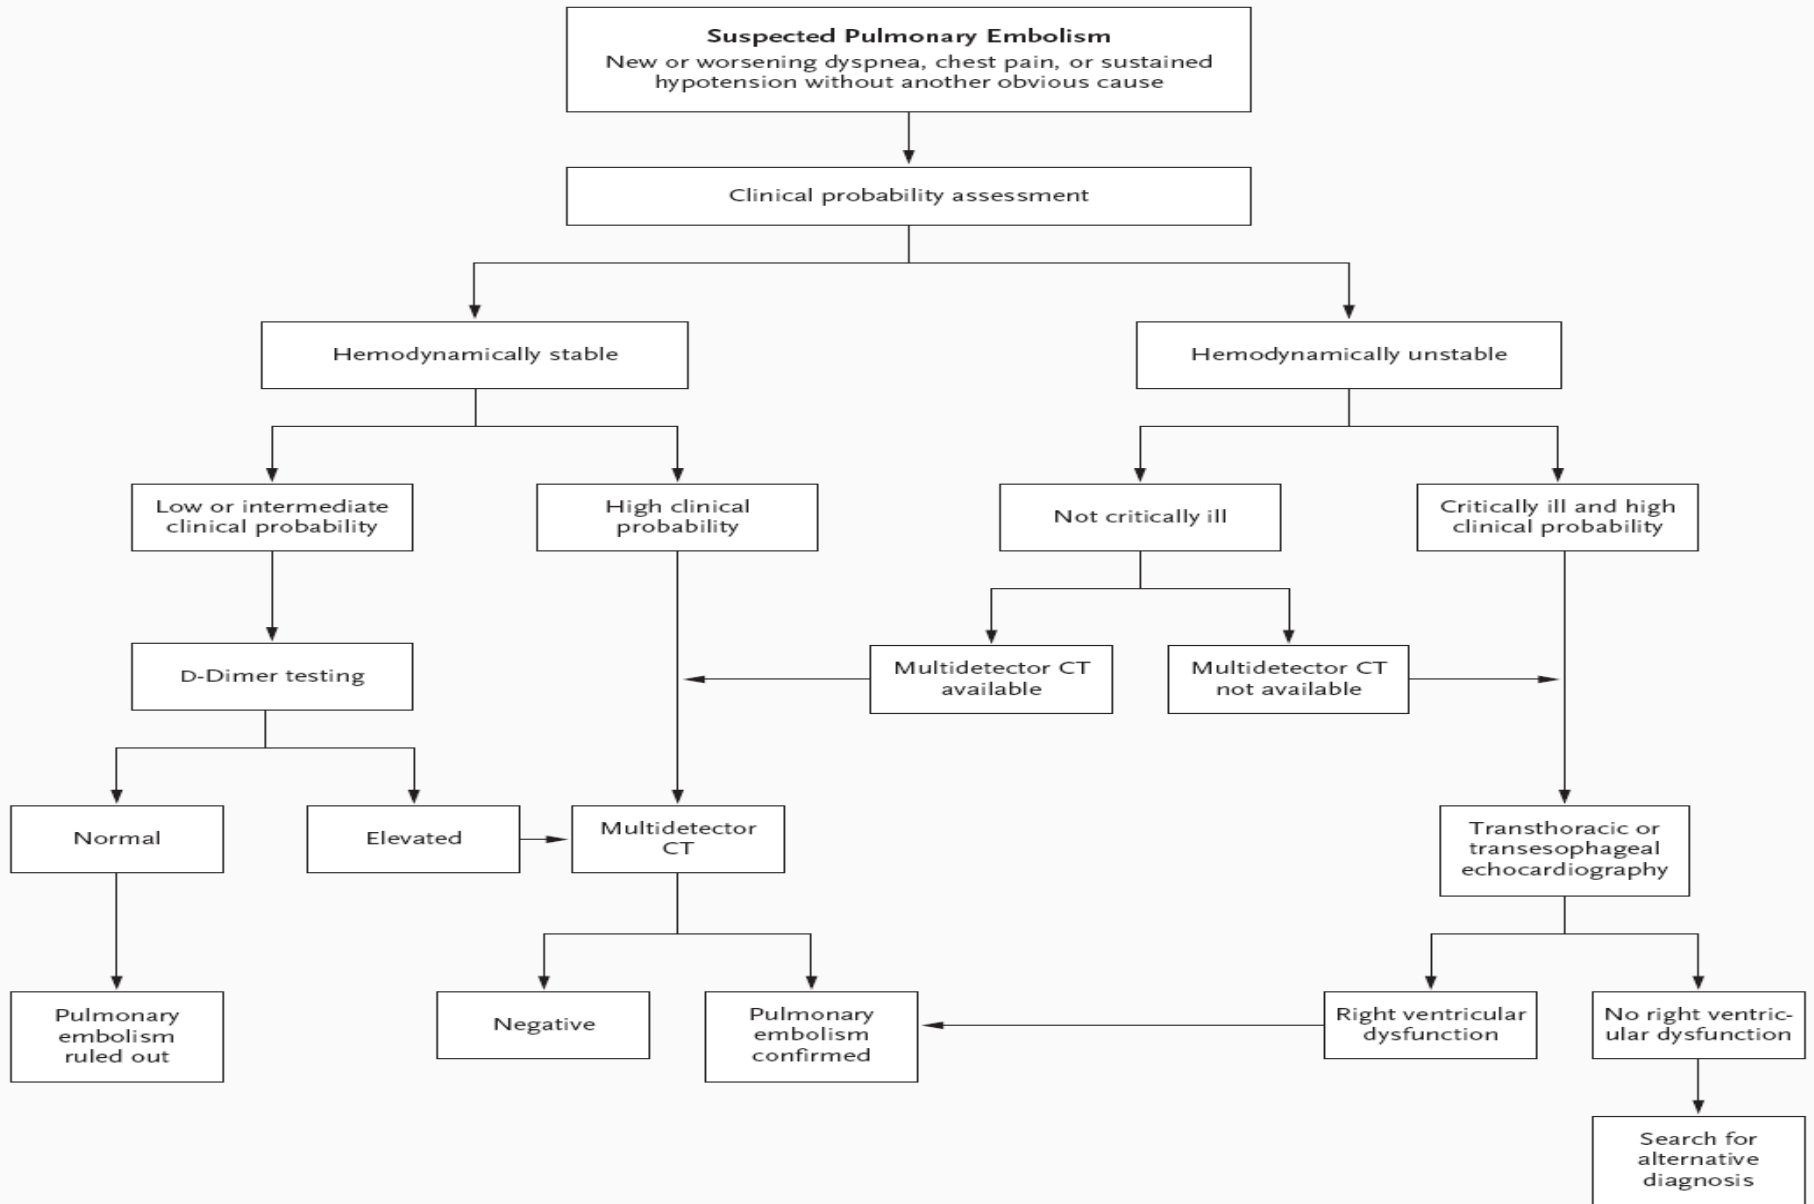 Suspected Pulmonary Embolism
New or worsening dyspnea, chest pain, or sustained
hypotension without another obvious cause
Clinical probability assessment
Hemodynamically stable
Hemodynamically unstable
Low or intermediate
clinical probability
High clinical
probability
Not critically ill
Critically ill and high
clinical probability
D-Dimer testing
Multidetector CT
available
Multidetector CT
not available
Normal
Elevated
Multidetector
CT
Transthoracic or
transesophageal
echocardiography
Pulmonary
embolism
ruled out
Negative
Pulmonary
embolism
confirmed
Right ventricular
dysfunction
No right ventric-
ular dysfunction
Search for
alternative
diagnosis